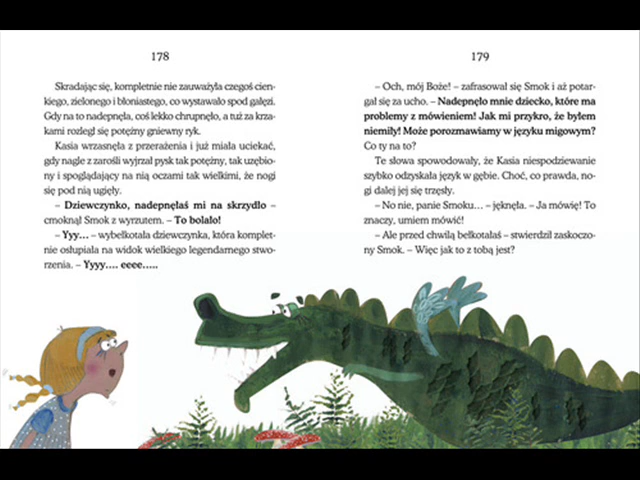 178
Skradając się, kompletnie nie zauważyła czegoś cien-
kiego, zielonego i błoniastego, co wystawało spod gałęzi.
Gdy na to nadepnęła, coś lekko chrupnęło, a tuż za krza-
kami rozległ się potężny gniewny ryk.
Kasia wrzasnęła z przerażenia i już miała uciekać,
gdy nagle z zarośli wyjrzał pysk tak potężny, tak uzębio-
ny i spoglądający na nią oczami tak wielkimi, że nogi
się pod nią ugięły.
– Dziewczynko, nadepnęłaś mi na skrzydło –
cmoknął Smok z wyrzutem. – To bolało!
– Yyy… – wybełkotała dziewczynka, która komplet-
nie osłupiała na widok wielkiego legendarnego stwo-
rzenia. – Yyyy…. eeee…..
179
– Och, mój Boże! – zafrasował się Smok i aż potar-
gał się za ucho. – Nadepnęło mnie dziecko, które ma
problemy z mówieniem! Jak mi przykro, że byłem
niemiły! Może porozmawiamy w języku migowym?
Co ty na to?
Te słowa spowodowały, że Kasia niespodziewanie
szybko odzyskała język w gębie. Choć, co prawda, no-
gi dalej jej się trzęsły.
– No nie, panie Smoku… – jęknęła. – Ja mówię! To
znaczy, umiem mówić!
– Ale przed chwilą bełkotałaś – stwierdził zaskoczo-
ny Smok. – Więc jak to z tobą jest?